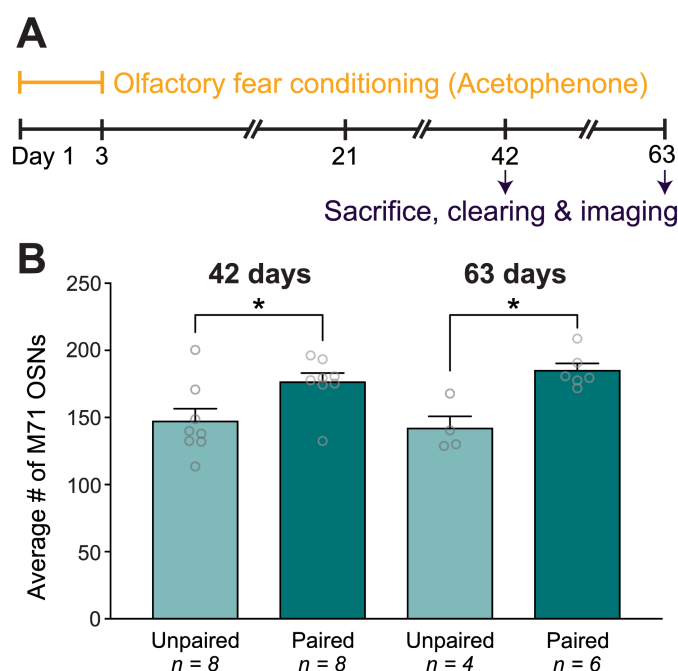 A
Olfactory fear conditioning (Acetophenone)
Day 1 3 21 42 63
Sacrifice, clearing & imaging
B
42 days 63 days
* *
Average # of M71 OSNs
250
200
150
100
50
0
Unpaired Paired Unpaired Paired
n = 8 n = 8 n = 4 n = 6